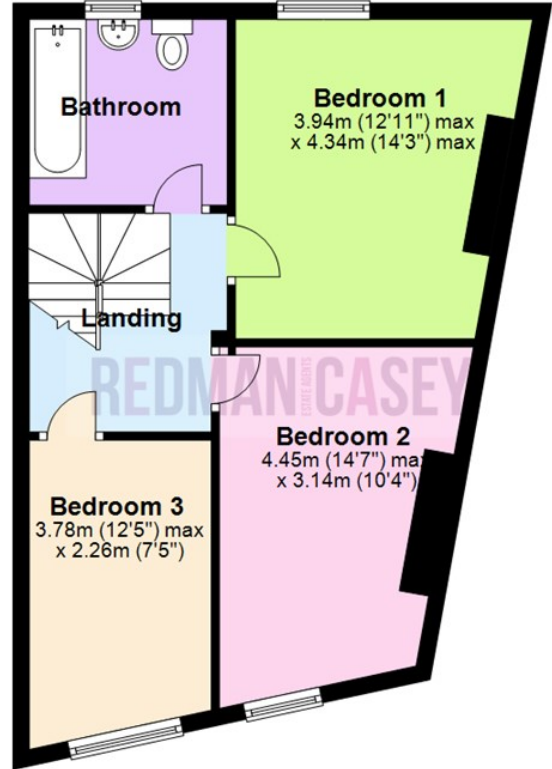 Bathroom
Bedroom 1
3.94m (12'11") max
x 4.34m (14'3") max
Landing
REDMAN CASEY
ESTATE AGENTS
Bedroom 2
4.45m (14'7") max
x 3.14m (10'4")
Bedroom 3
3.78m (12'5") max
x 2.26m (7'5")